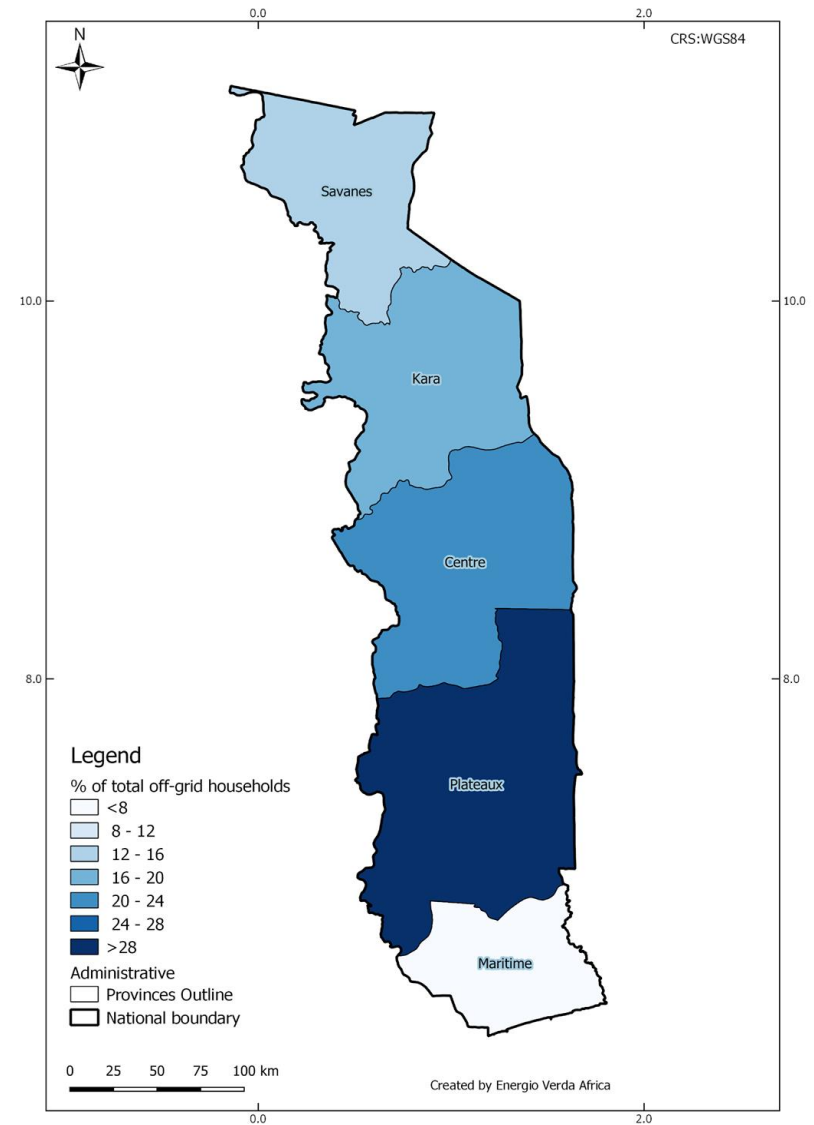 0.0 2.0
N
CRS:WGS84
Savanes
10.0 10.0
Kara
Centre
8.0 8.0
Plateaux
Maritime
Legend
% of total off-grid households
<8
8 - 12
12 - 16
16 - 20
20 - 24
24 - 28
>28
Administrative
Provinces Outline
National boundary
0 25 50 75 100 km
Created by Energio Verda Africa
0.0 2.0